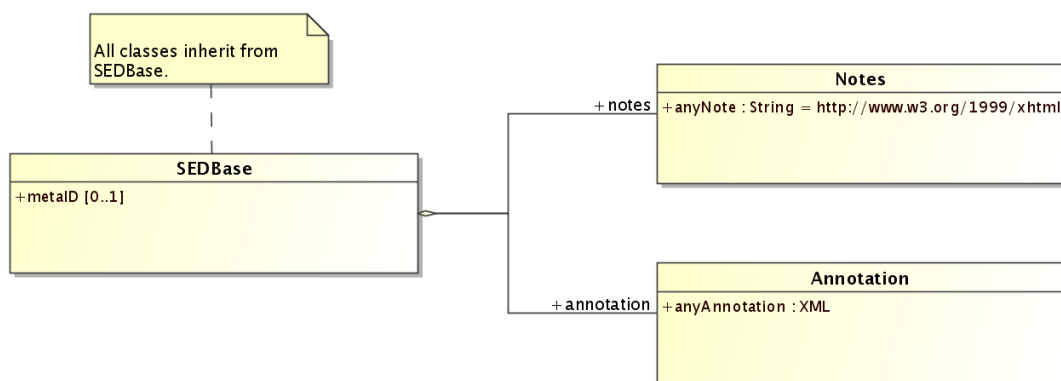 All classes inherit from
SEDBase.
Notes
+notes
+anyNote : String = http://www.w3.org/1999/xhtml
SEDBase
+metaID [0..1]
Annotation
+annotation
+anyAnnotation : XML